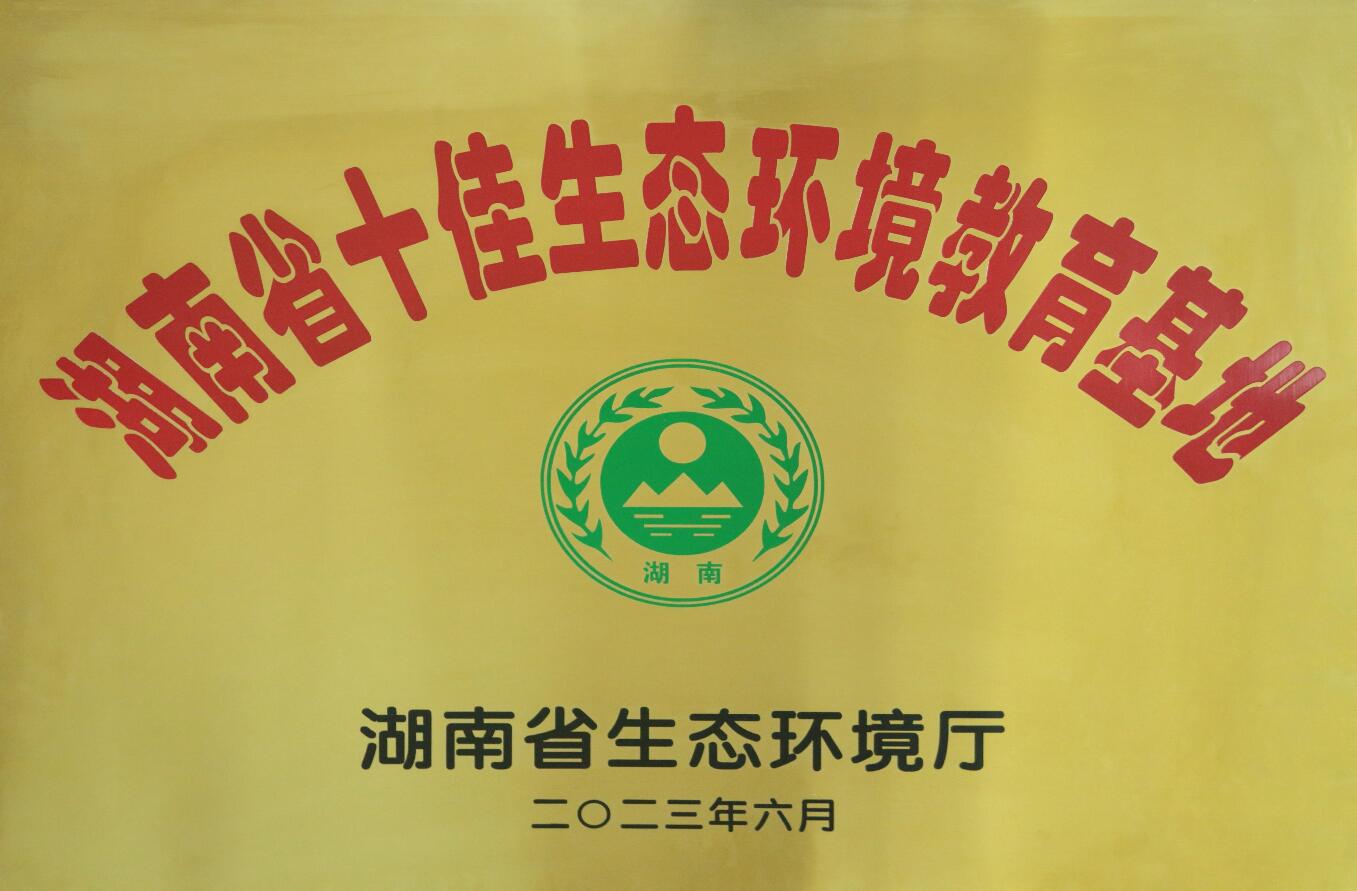 湖南省十佳生态环境教育基地
湖南
湖南省生态环境厅
二〇二三年六月